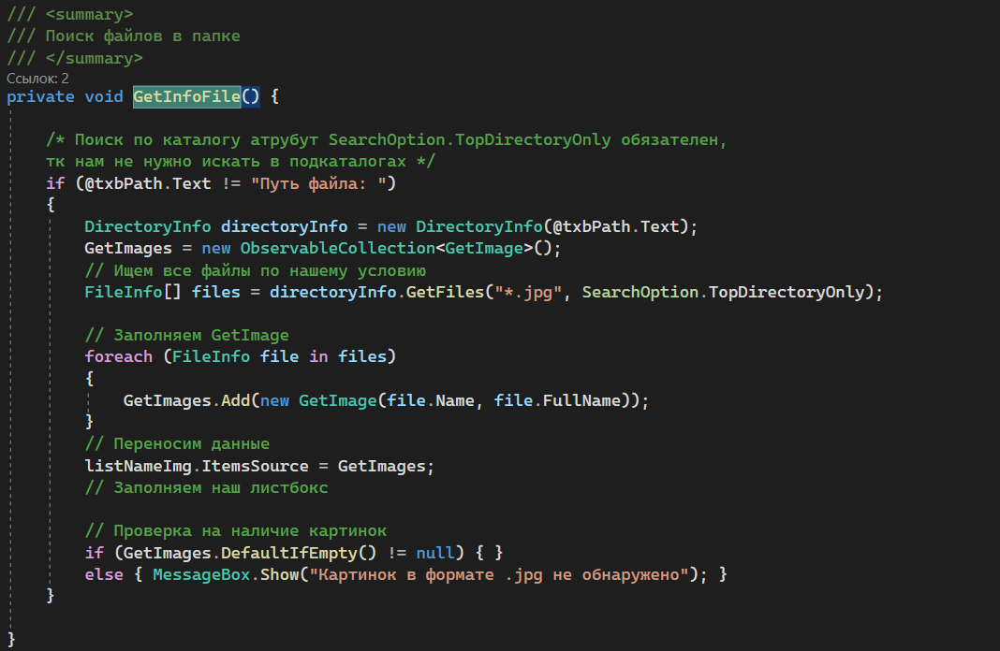 /// <summary>
/// Поиск файлов в папке
/// </summary>
Ссылок: 2
private void GetInfoFile() {
/* Поиск по каталогу атрубут SearchOption.TopDirectoryOnly обязателен,
тк нам не нужно искать в подкаталогах */
if (@txbPath.Text != "Путь файла: ")
{
DirectoryInfo directoryInfo = new DirectoryInfo(@txbPath.Text);
GetImages = new ObservableCollection<GetImage>();
// Ищем все файлы по нашему условию
FileInfo[] files = directoryInfo.GetFiles("*.jpg", SearchOption.TopDirectoryOnly);
// Заполняем GetImage
foreach (FileInfo file in files)
{
GetImages.Add(new GetImage(file.Name, file.FullName));
}
// Переносим данные
listNameImg.ItemsSource = GetImages;
// Заполняем наш листбокс
// Проверка на наличие картинок
if (GetImages.DefaultIfEmpty() != null) { }
else { MessageBox.Show("Картинок в формате .jpg не обнаружено"); }
}
}